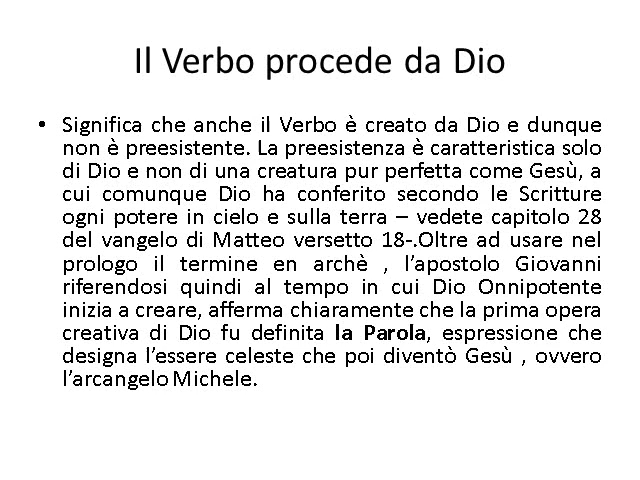 Il Verbo procede da Dio
• Significa che anche il Verbo è creato da Dio e dunque
non è preesistente. La preesistenza è caratteristica solo
di Dio e non di una creatura pur perfetta come Gesù, a
cui comunque Dio ha conferito secondo le Scritture
ogni potere in cielo e sulla terra – vedete capitolo 28
del vangelo di Matteo versetto 18-.Oltre ad usare nel
prologo il termine en archè , l’apostolo Giovanni
riferendosi quindi al tempo in cui Dio Onnipotente
inizia a creare, afferma chiaramente che la prima opera
creativa di Dio fu definita la Parola, espressione che
designa l’essere celeste che poi diventò Gesù , ovvero
l’arcangelo Michele.